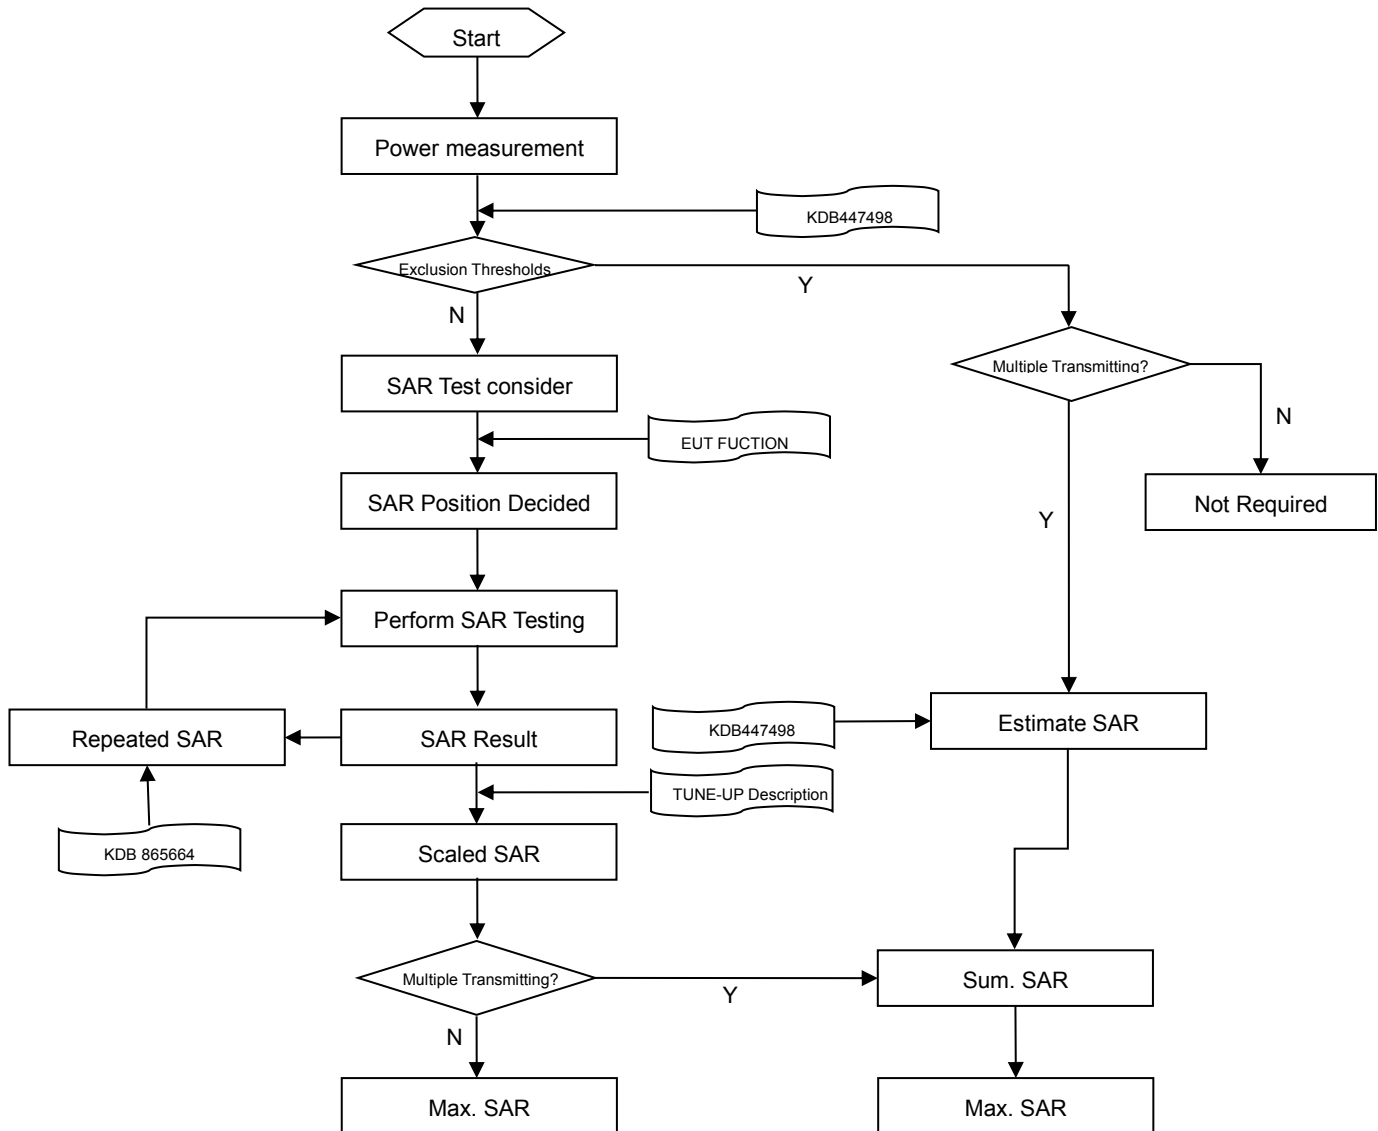 Start
Power measurement
KDB447498
Exclusion Thresholds
Y
N
Multiple Transmitting?
SAR Test consider
N
EUT FUCTION
SAR Position Decided
Not Required
Y
Perform SAR Testing
Repeated SAR
SAR Result
KDB447498
Estimate SAR
TUNE-UP Description
KDB 865664
Scaled SAR
Multiple Transmitting?
Y
Sum. SAR
N
Max. SAR
Max. SAR